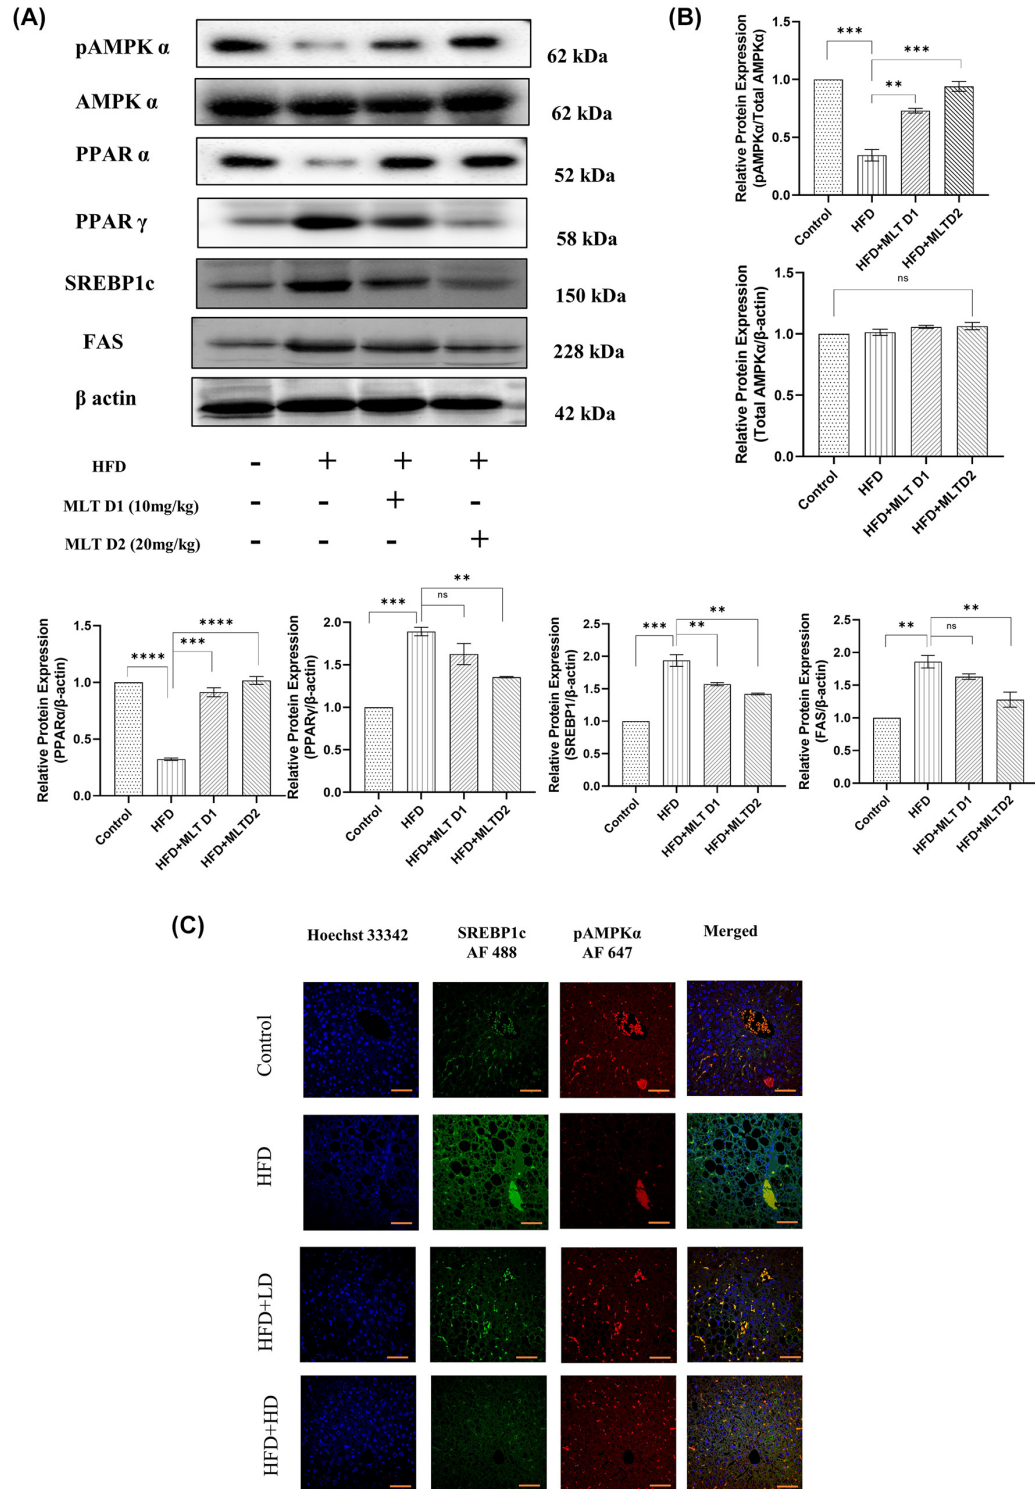 (A)
pAMPK α
62 kDa
AMPK α
62 kDa
PPAR α
52 kDa
PPAR γ
58 kDa
SREBP1c
150 kDa
FAS
228 kDa
β actin
42 kDa
HFD - + + +
MLT D1 (10mg/kg) - - + -
MLT D2 (20mg/kg) - - - +
(B)
Relative Protein Expression
(pAMPKα/Total AMPKα)
1.5
1.0
0.5
0.0
***
***
**
Control
HFD
HFD+MLT D1
HFD+MLTD2
Relative Protein Expression
(Total AMPKα/β-actin)
1.5
1.0
0.5
0.0
ns
Control
HFD
HFD+MLT D1
HFD+MLTD2
Relative Protein Expression
(PPARα/β-actin)
1.5
1.0
0.5
0.0
****
***
****
Control
HFD
HFD+MLT D1
HFD+MLTD2
Relative Protein Expression
(PPARγ/β-actin)
2.0
1.5
1.0
0.5
0.0
***
ns
**
Control
HFD
HFD+MLT D1
HFD+MLTD2
Relative Protein Expression
(SREBP1/β-actin)
2.5
2.0
1.5
1.0
0.5
0.0
***
**
**
Control
HFD
HFD+MLT D1
HFD+MLTD2
Relative Protein Expression
(FAS/β-actin)
2.5
2.0
1.5
1.0
0.5
0.0
**
ns
**
Control
HFD
HFD+MLT D1
HFD+MLTD2
(C)
Hoechst 33342
SREBP1c
AF 488
pAMPKα
AF 647
Merged
Control
HFD
HFD+LD
HFD+HD